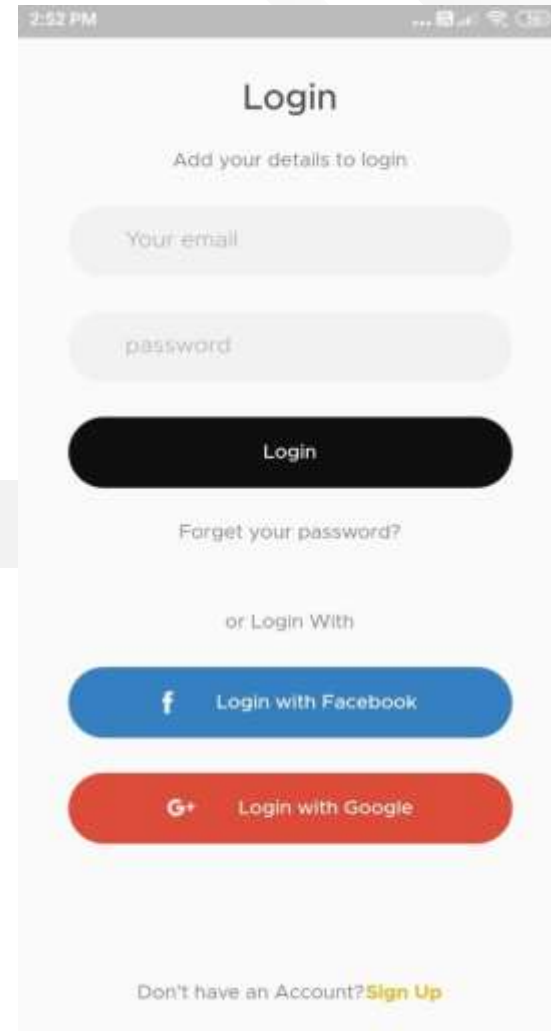 2:52 PM
Login
Add your details to login
Your email
password
Login
Forget your password?
or Login With
f Login with Facebook
G+ Login with Google
Don't have an Account?Sign Up